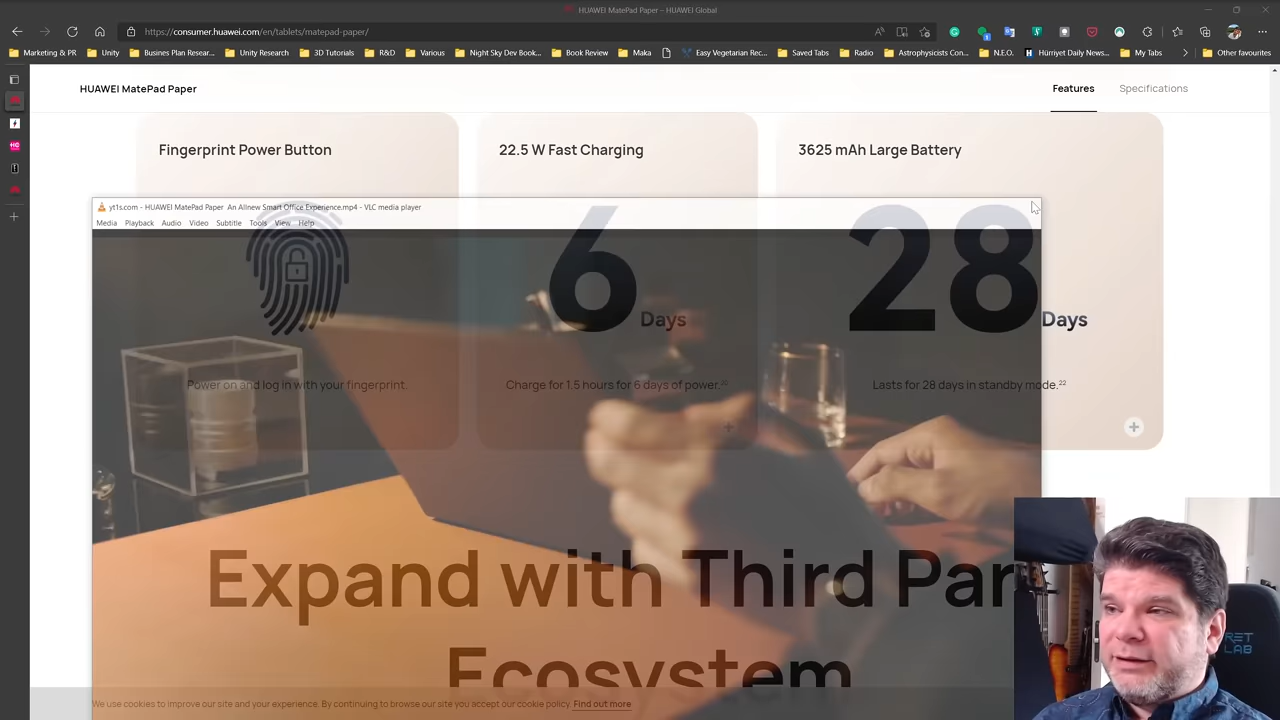 HUAWEI MatePad Paper – HUAWEI Global
https://consumer.huawei.com/en/tablets/matepad-paper/
Marketing & PR
Unity
Busines Plan Resear...
Unity Research
3D Tutorials
R&D
Various
Night Sky Dev Book...
Book Review
Maka
Easy Vegetarian Rec...
Saved Tabs
Radio
Astrophysicists Con...
N.E.O.
Hürriyet Daily News...
My Tabs
Other favourites
HUAWEI MatePad Paper
Features
Specifications
Fingerprint Power Button
22.5 W Fast Charging
3625 mAh Large Battery
yt1s.com - HUAWEI MatePad Paper An Allnew Smart Office Experience.mp4 - VLC media player
Media Playback Audio Video Subtitle Tools View Help
6 Days
28 Days
Power on and log in with your fingerprint.
Charge for 1.5 hours for 6 days of power.20
Lasts for 28 days in standby mode.22
Expand with Third Par
Ecosystem
We use cookies to improve our site and your experience. By continuing to browse our site you accept our cookie policy. Find out more
RET
LAB